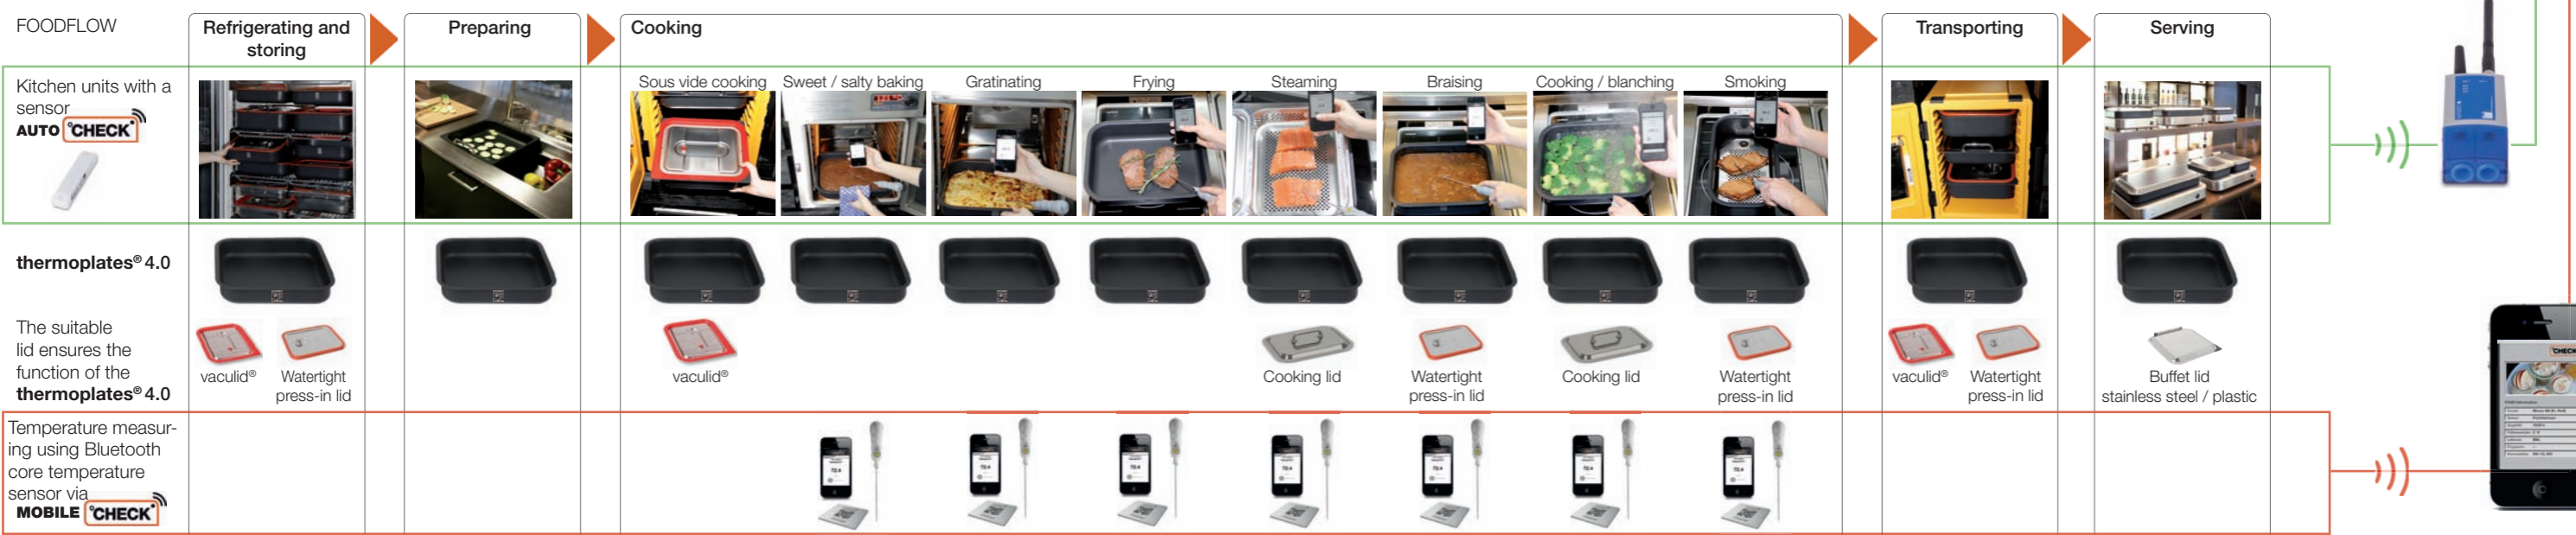 FOODFLOW
Refrigerating and
storing
Preparing
Cooking
Transporting
Serving
Kitchen units with a
sensor
AUTO °CHECK
Sous vide cooking
Sweet / salty baking
Gratinating
Frying
Steaming
Braising
Cooking / blanching
Smoking
thermoplates® 4.0
The suitable
lid ensures the
function of the
thermoplates® 4.0
vaculid®
Watertight
press-in lid
vaculid®
Cooking lid
Watertight
press-in lid
Cooking lid
Watertight
press-in lid
vaculid®
Watertight
press-in lid
Buffet lid
stainless steel / plastic
Temperature measur-
ing using Bluetooth
core temperature
sensor via
MOBILE °CHECK
°CHECK